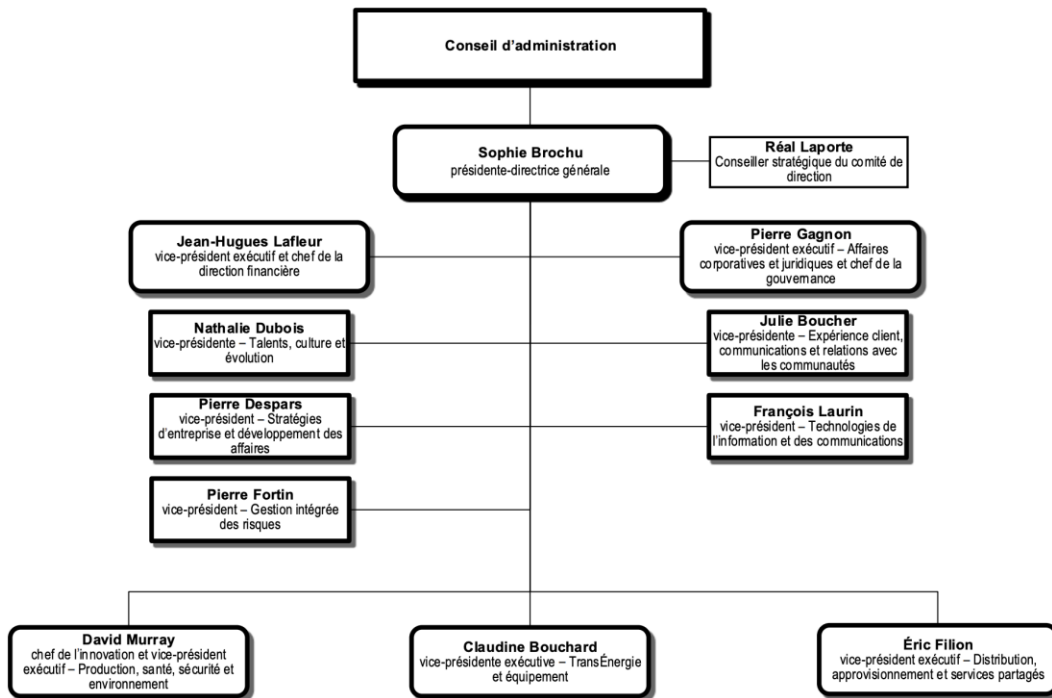 Conseil d'administration
Sophie Brochu
présidente-directrice générale
Réal Laporte
Conseiller stratégique du comité de
direction
Jean-Hugues Lafleur
vice-président exécutif et chef de la
direction financière
Pierre Gagnon
vice-président exécutif – Affaires
corporatives et juridiques et chef de la
gouvernance
Nathalie Dubois
vice-présidente – Talents, culture et
évolution
Julie Boucher
vice-présidente – Expérience client,
communications et relations avec
les communautés
Pierre Despars
vice-président – Stratégies
d'entreprise et développement des
affaires
François Laurin
vice-président – Technologies de
l'information et des communications
Pierre Fortin
vice-président – Gestion intégrée
des risques
David Murray
chef de l'innovation et vice-président
exécutif – Production, santé, sécurité et
environnement
Claudine Bouchard
vice-présidente exécutive – TransÉnergie
et équipement
Éric Filion
vice-président exécutif – Distribution,
approvisionnement et services partagés